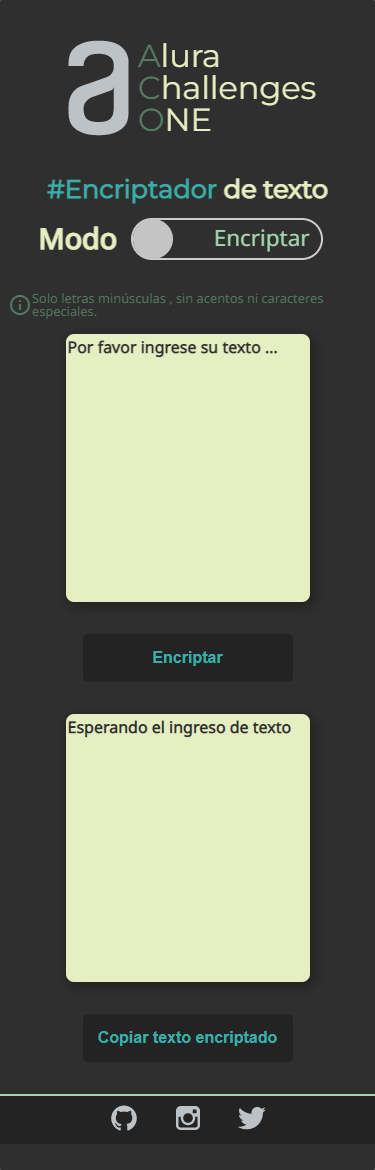 a Alura
Challenges
ONE
#Encriptador de texto
Modo Encriptar
Solo letras minúsculas , sin acentos ni caracteres
especiales.
Por favor ingrese su texto ...
Encriptar
Esperando el ingreso de texto
Copiar texto encriptado